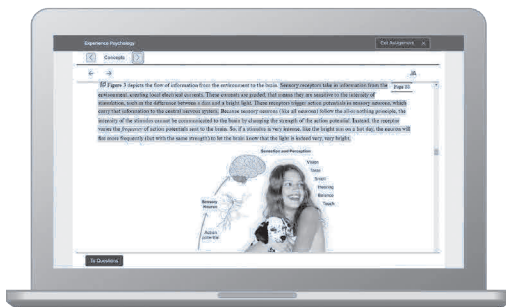 Experience Psychology
Exit Assignment ×
< Concepts >
← →
AA
Page 93
Figure 3 depicts the flow of information from the environment to the brain. Sensory receptors take in information from the
environment, creating local electrical currents. These currents are graded; that means they are sensitive to the intensity of
stimulation, such as the difference between a dim and a bright light. These receptors trigger action potentials in sensory neurons, which
carry that information to the central nervous system. Because sensory neurons (like all neurons) follow the all-or-nothing principle, the
intensity of the stimulus cannot be communicated to the brain by changing the strength of the action potential. Instead, the receptor
varies the frequency of action potentials sent to the brain. So, if a stimulus is very intense, like the bright sun on a hot day, the neuron will
fire more frequently (but with the same strength) to let the brain know that the light is indeed very, very bright.
Sensation and Perception
Vision
Taste
Smell
Hearing
Balance
Touch
Sensory
neurons
Action
potential
To Questions